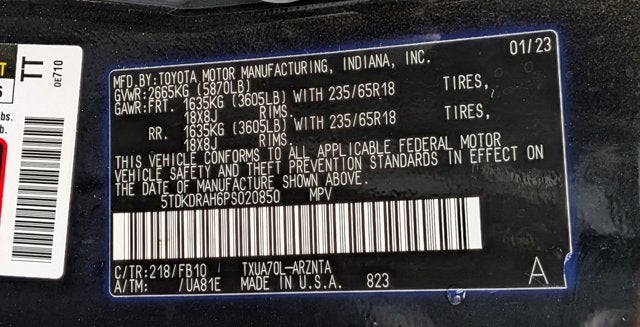 TT
0E710
S
bs.
b.
01/23
MFD.BY:TOYOTA MOTOR MANUFACTURING, INDIANA, INC.
GVWR:2665KG (5870LB)
GAWR:FRT. 1635KG (3605LB) WITH 235/65R18 TIRES,
18X8J RIMS.
RR. 1635KG (3605LB) WITH 235/65R18 TIRES,
18X8J RIMS.
THIS VEHICLE CONFORMS TO ALL APPLICABLE FEDERAL MOTOR
VEHICLE SAFETY AND THEFT PREVENTION STANDARDS IN EFFECT ON
THE DATE OF MANUFACTURE SHOWN ABOVE.
5TDKDRAH6PS020850 MPV
C/TR:218/FB10 TXUA70L-ARZNTA
A/TM: /UA81E MADE IN U.S.A. 823 A